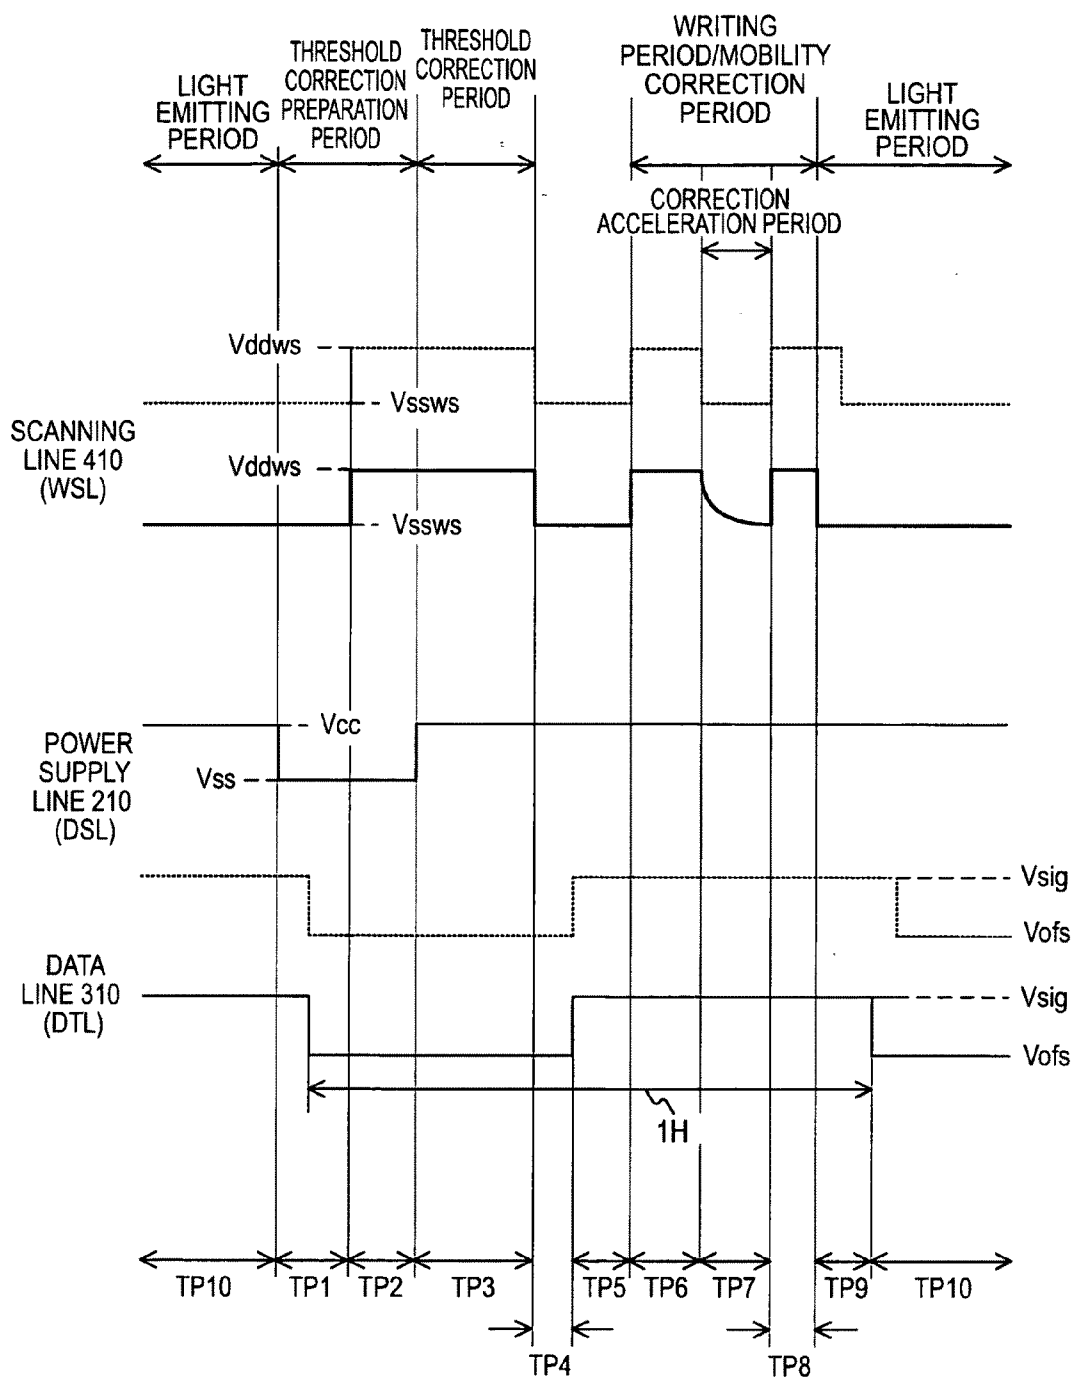 LIGHT
EMITTING
PERIOD
THRESHOLD
CORRECTION
PREPARATION
PERIOD
THRESHOLD
CORRECTION
PERIOD
WRITING
PERIOD/MOBILITY
CORRECTION
PERIOD
LIGHT
EMITTING
PERIOD
CORRECTION
ACCELERATION PERIOD
Vddws
Vssws
SCANNING
LINE 410
(WSL)
Vddws
Vssws
Vcc
POWER
SUPPLY
LINE 210
(DSL)
Vss
Vsig
Vofs
DATA
LINE 310
(DTL)
Vsig
Vofs
1H
TP10 TP1 TP2 TP3 TP5 TP6 TP7 TP9 TP10
TP4 TP8